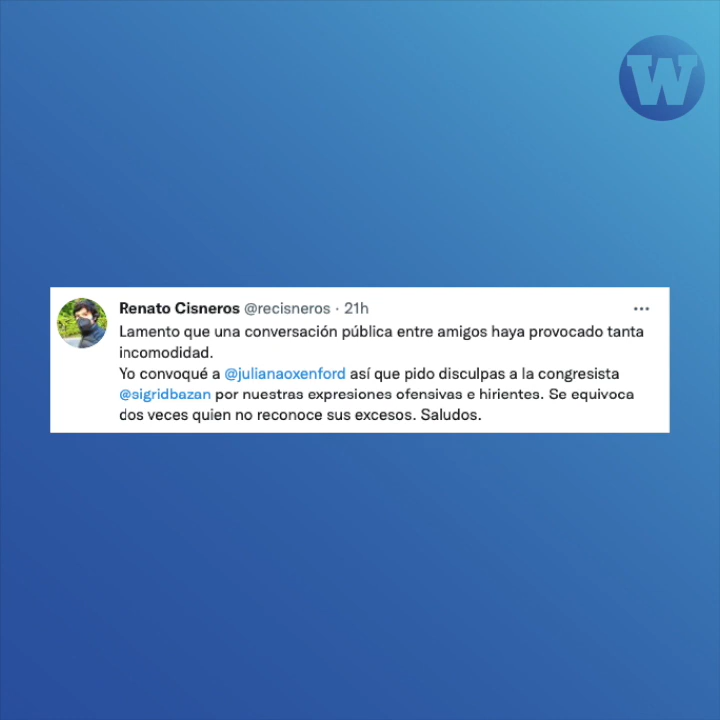 W
Renato Cisneros @recisneros · 21h ...
Lamento que una conversación pública entre amigos haya provocado tanta
incomodidad.
Yo convoqué a @julianaoxenford así que pido disculpas a la congresista
@sigridbazan por nuestras expresiones ofensivas e hirientes. Se equivoca
dos veces quien no reconoce sus excesos. Saludos.